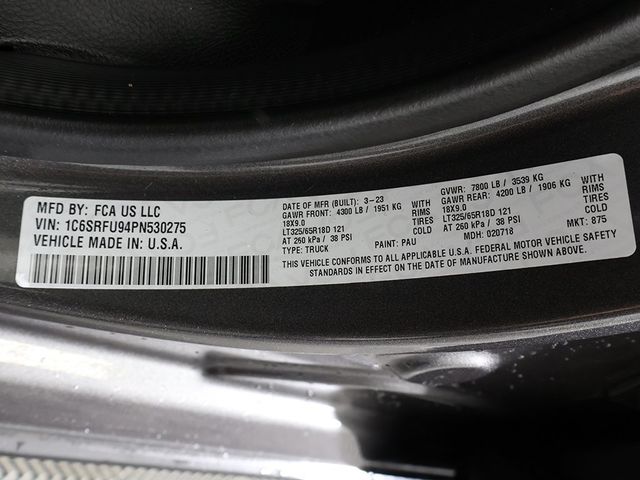 MFD BY: FCA US LLC
VIN: 1C6SRFU94PN530275
VEHICLE MADE IN: U.S.A.
DATE OF MFR (BUILT): 3-23 GVWR: 7800 LB / 3539 KG
GAWR FRONT: 4300 LB / 1951 KG WITH GAWR REAR: 4200 LB / 1906 KG WITH
18X9.0 RIMS 18X9.0 RIMS
LT325/65R18D 121 TIRES LT325/65R18D 121 TIRES
AT 260 kPa / 38 PSI COLD AT 260 kPa / 38 PSI COLD
TYPE: TRUCK PAINT: PAU MDH: 020718 MKT: 875
THIS VEHICLE CONFORMS TO ALL APPLICABLE U.S.A. FEDERAL MOTOR VEHICLE SAFETY
STANDARDS IN EFFECT ON THE DATE OF MANUFACTURE SHOWN ABOVE.